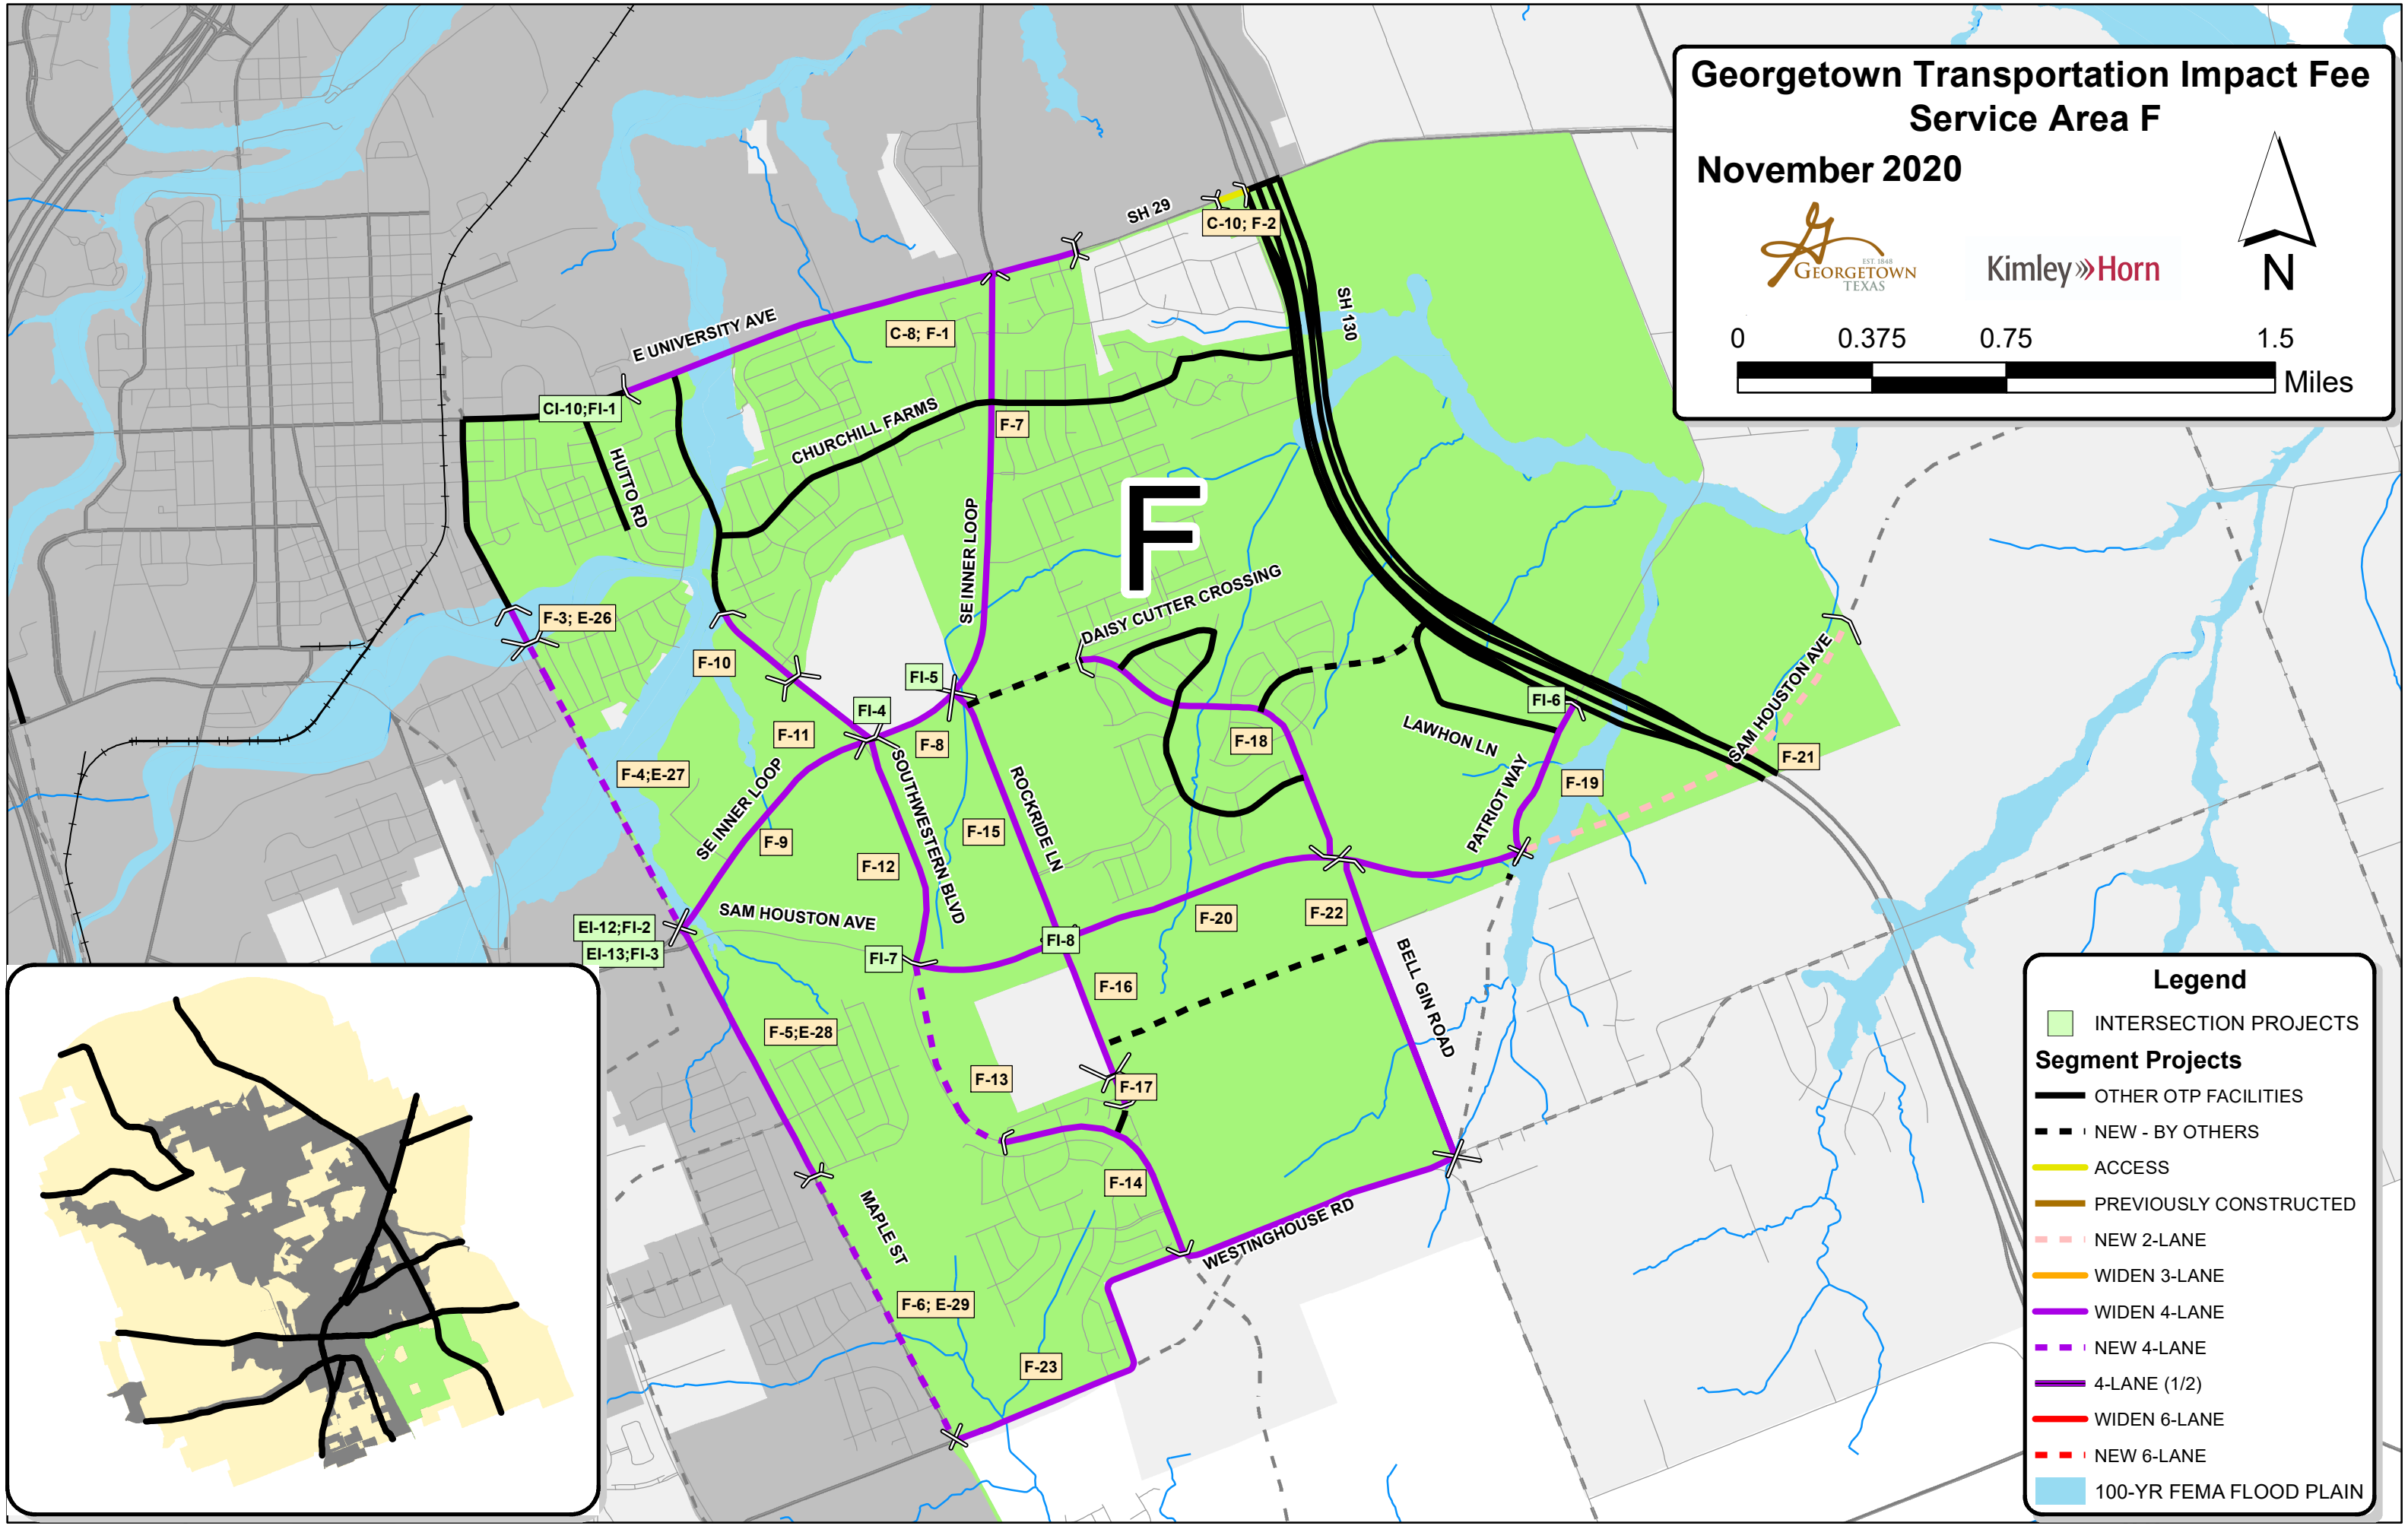 Georgetown Transportation Impact Fee
Service Area F
November 2020
EST. 1848
GEORGETOWN
TEXAS
Kimley»Horn
N
0 0.375 0.75 1.5
Miles
SH 29
C-10; F-2
SH 130
E UNIVERSITY AVE
C-8; F-1
CI-10;FI-1
CHURCHILL FARMS
F-7
HUTTO RD
F
SE INNER LOOP
DAISY CUTTER CROSSING
F-3; E-26
F-10
FI-5
FI-4
F-11
F-8
F-18
LAWHON LN
FI-6
SAM HOUSTON AVE
F-21
F-4;E-27
SE INNER LOOP
SOUTHWESTERN BLVD
ROCKRIDE LN
PATRIOT WAY
F-19
F-9
F-15
F-12
SAM HOUSTON AVE
F-20
F-22
EI-12;FI-2
EI-13;FI-3
FI-7
FI-8
F-16
BELL GIN ROAD
F-5;E-28
F-13
F-17
F-14
MAPLE ST
WESTINGHOUSE RD
F-6; E-29
F-23
Legend
INTERSECTION PROJECTS
Segment Projects
OTHER OTP FACILITIES
NEW - BY OTHERS
ACCESS
PREVIOUSLY CONSTRUCTED
NEW 2-LANE
WIDEN 3-LANE
WIDEN 4-LANE
NEW 4-LANE
4-LANE (1/2)
WIDEN 6-LANE
NEW 6-LANE
100-YR FEMA FLOOD PLAIN